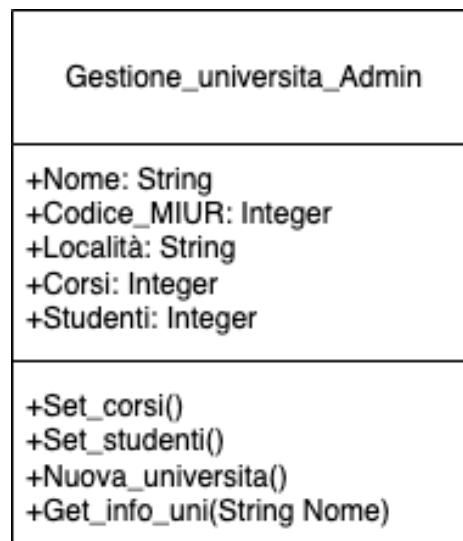 Gestione_universita_Admin
+Nome: String
+Codice_MIUR: Integer
+Località: String
+Corsi: Integer
+Studenti: Integer
+Set_corsi()
+Set_studenti()
+Nuova_universita()
+Get_info_uni(String Nome)